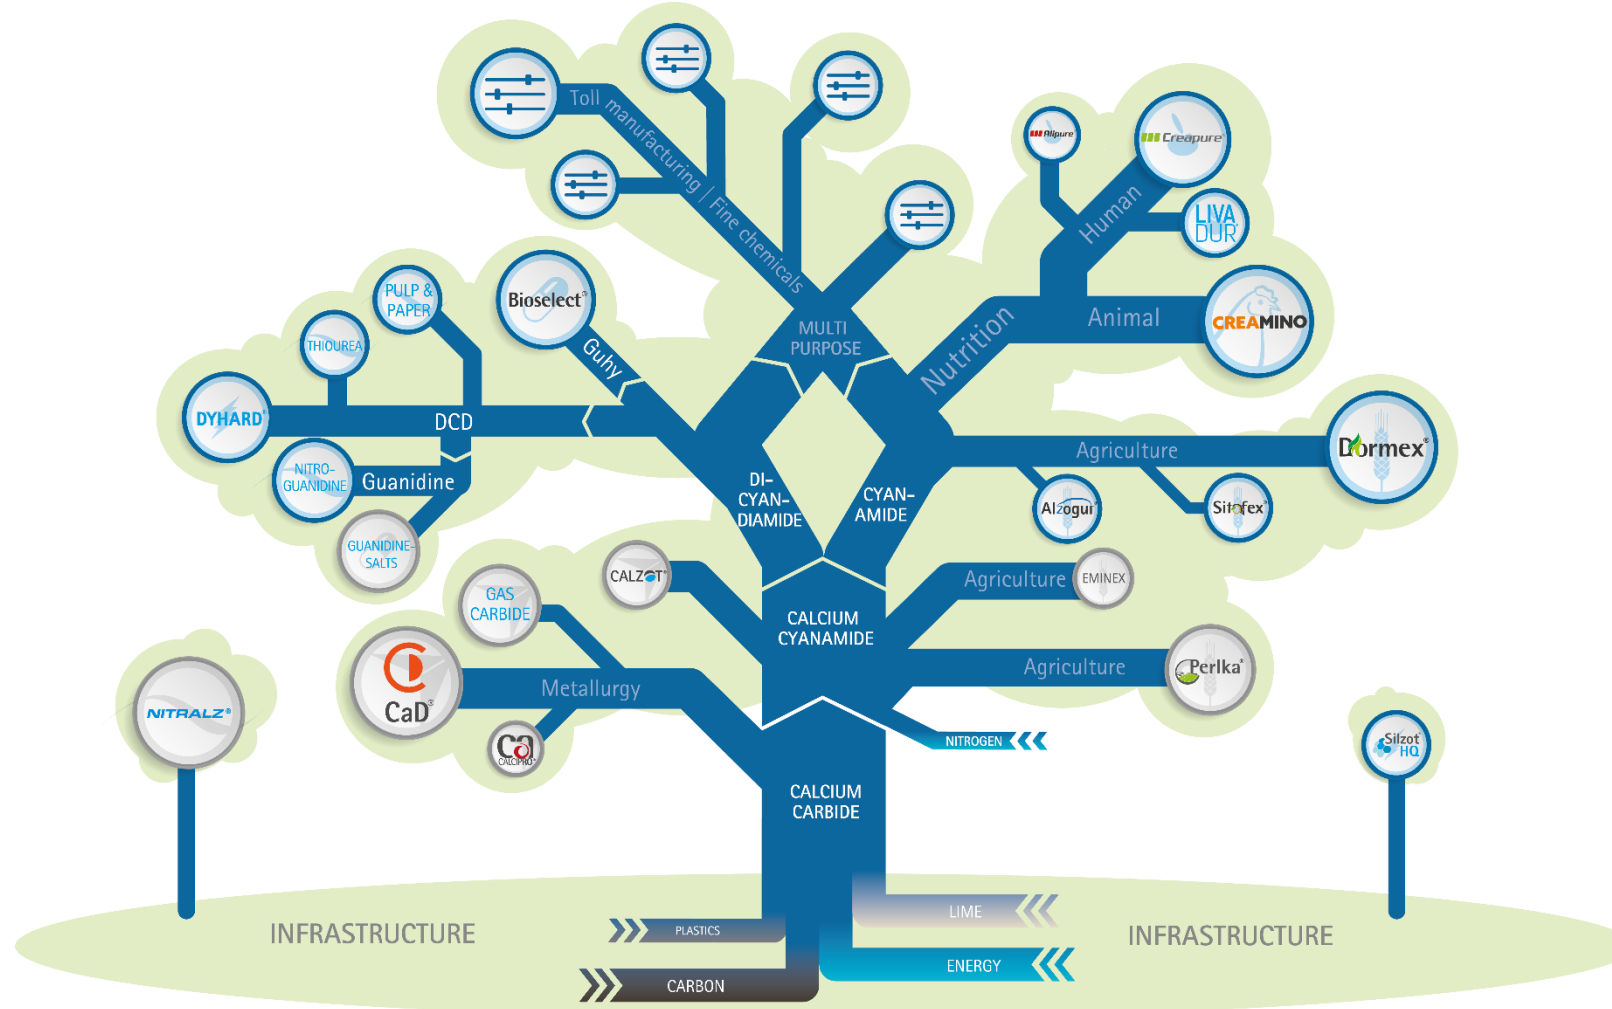 Toll manufacturing | Fine chemicals
Alipure
Creapure®
Human
LIVA
DUR®
PULP &
PAPER
Bioselect®
THIOUREA
Guhy
MULTI
PURPOSE
Nutrition
Animal
CREAMINO
DYHARD®
DCD
NITRO-
GUANIDINE
Guanidine
GUANIDINE-
SALTS
DI-
CYAN-
DIAMIDE
CYAN-
AMIDE
Agriculture
Dormex®
Alzogur®
Sitofex®
CALZOT®
GAS
CARBIDE
Agriculture
EMINEX
CALCIUM
CYANAMIDE
CaD®
Metallurgy
Agriculture
Perlka®
NITRALZ®
ca
CALCIPRO®
NITROGEN
Silzot®
HQ
CALCIUM
CARBIDE
INFRASTRUCTURE
PLASTICS
LIME
INFRASTRUCTURE
CARBON
ENERGY